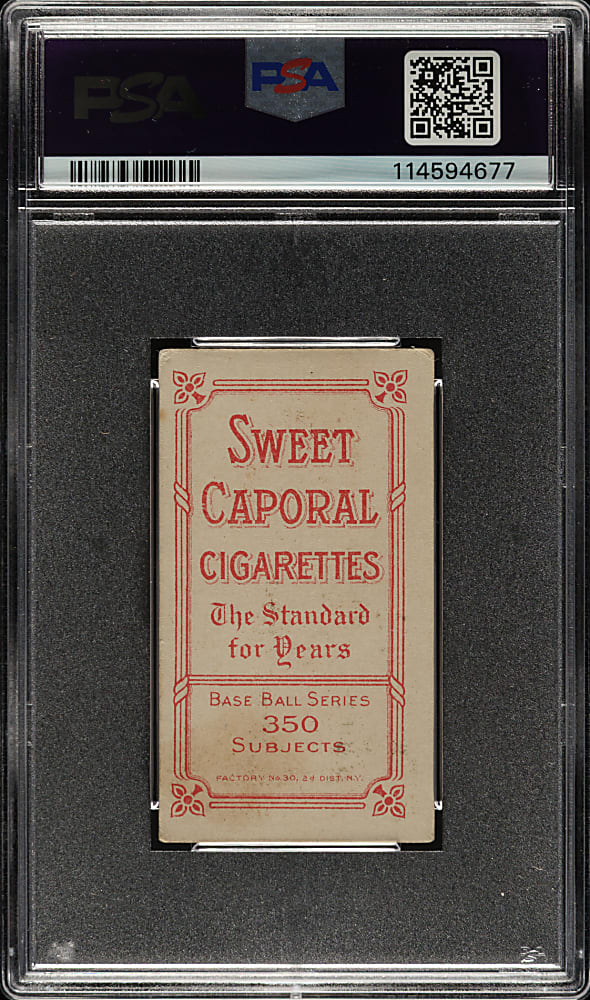 PSA
PSA
114594677
SWEET
CAPORAL
CIGARETTES
The Standard
for Years
BASE BALL SERIES
350
SUBJECTS
FACTORY No. 30, 2d DIST. N.Y.